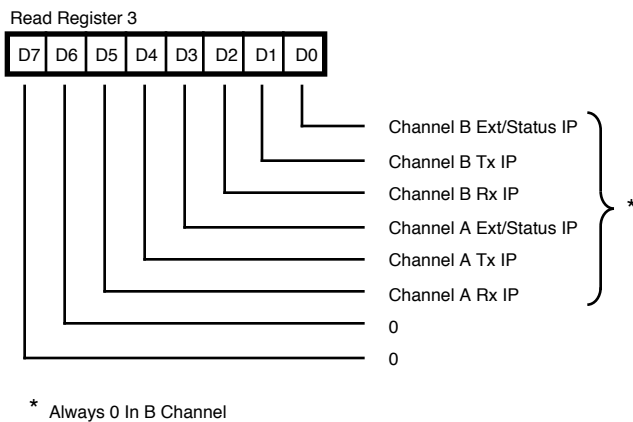 Read Register 3
D7 D6 D5 D4 D3 D2 D1 D0
Channel B Ext/Status IP
Channel B Tx IP
Channel B Rx IP
Channel A Ext/Status IP
*
Channel A Tx IP
Channel A Rx IP
0
0
* Always 0 In B Channel